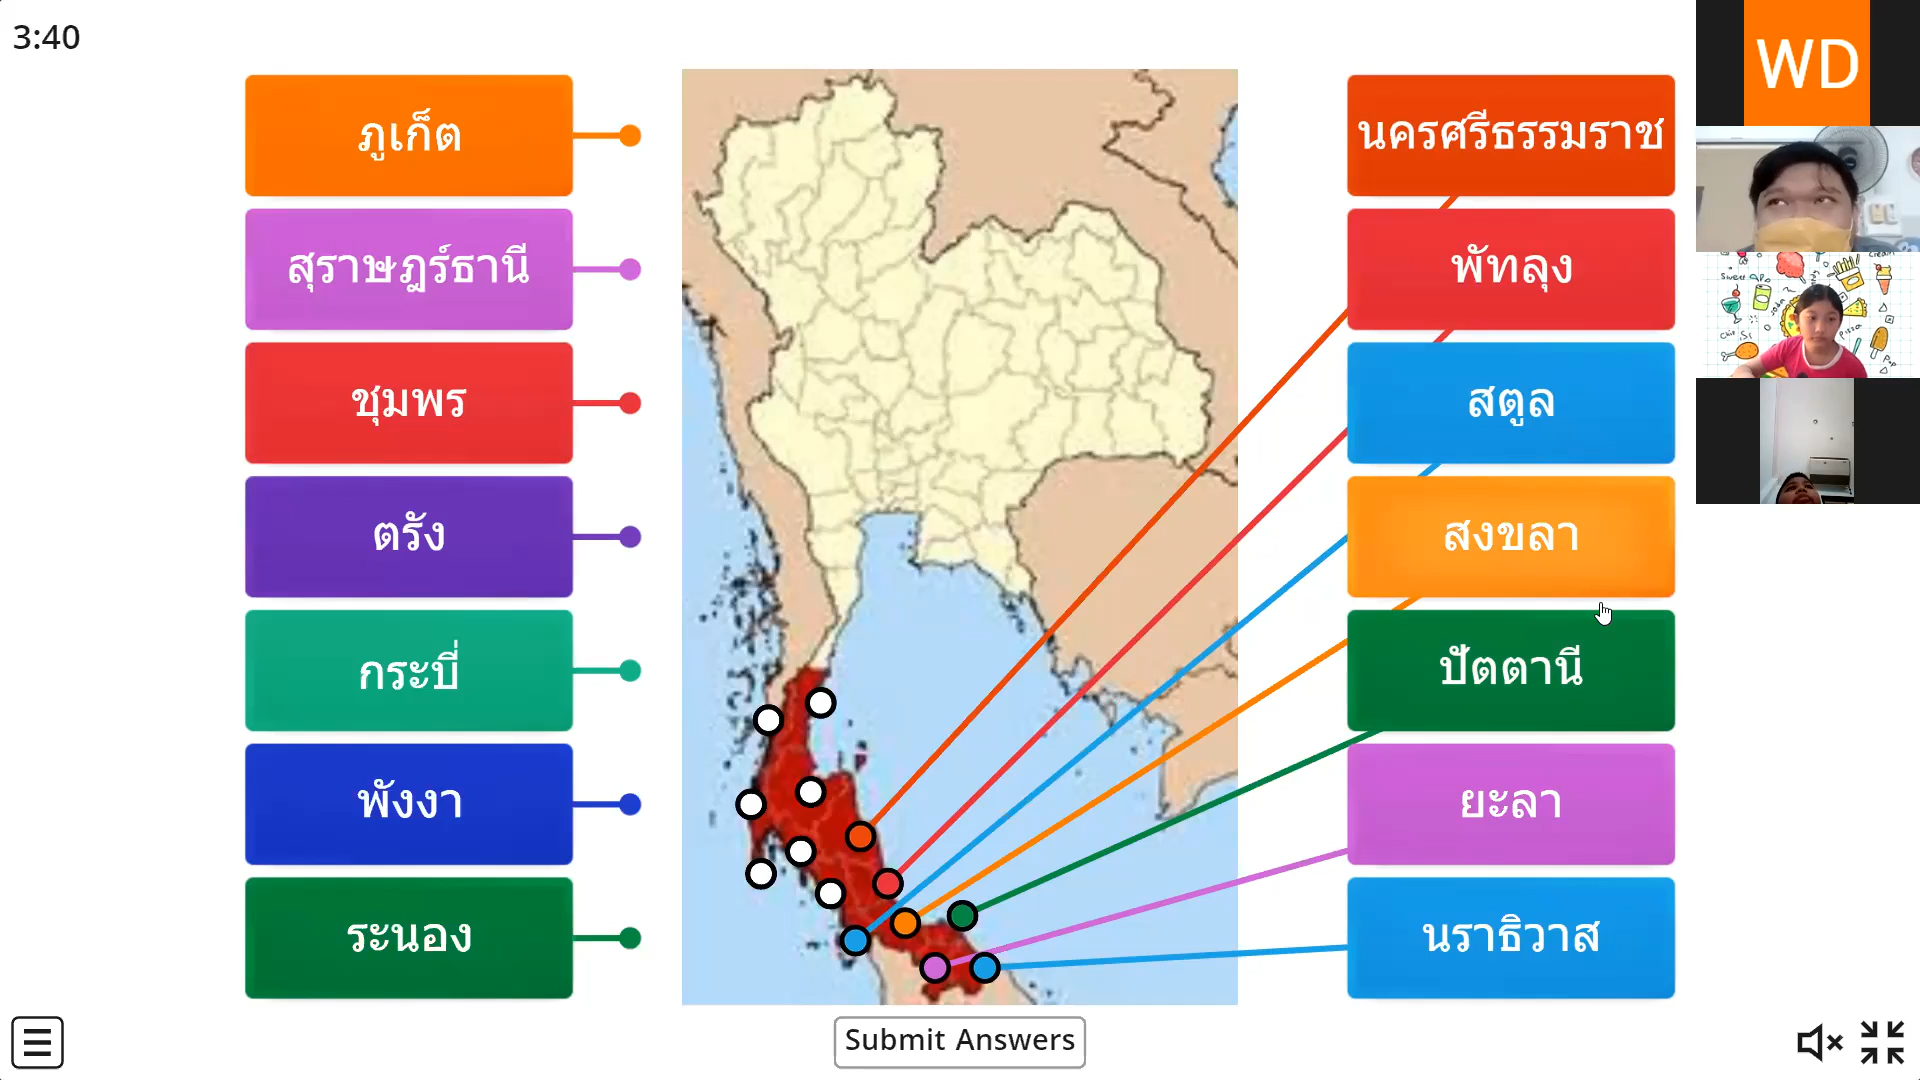 3:40
ภูเก็ต
สุราษฎร์ธานี
ชุมพร
ตรัง
กระบี่
พังงา
ระนอง
นครศรีธรรมราช
พัทลุง
สตูล
สงขลา
ปัตตานี
ยะลา
นราธิวาส
Submit Answers
WD